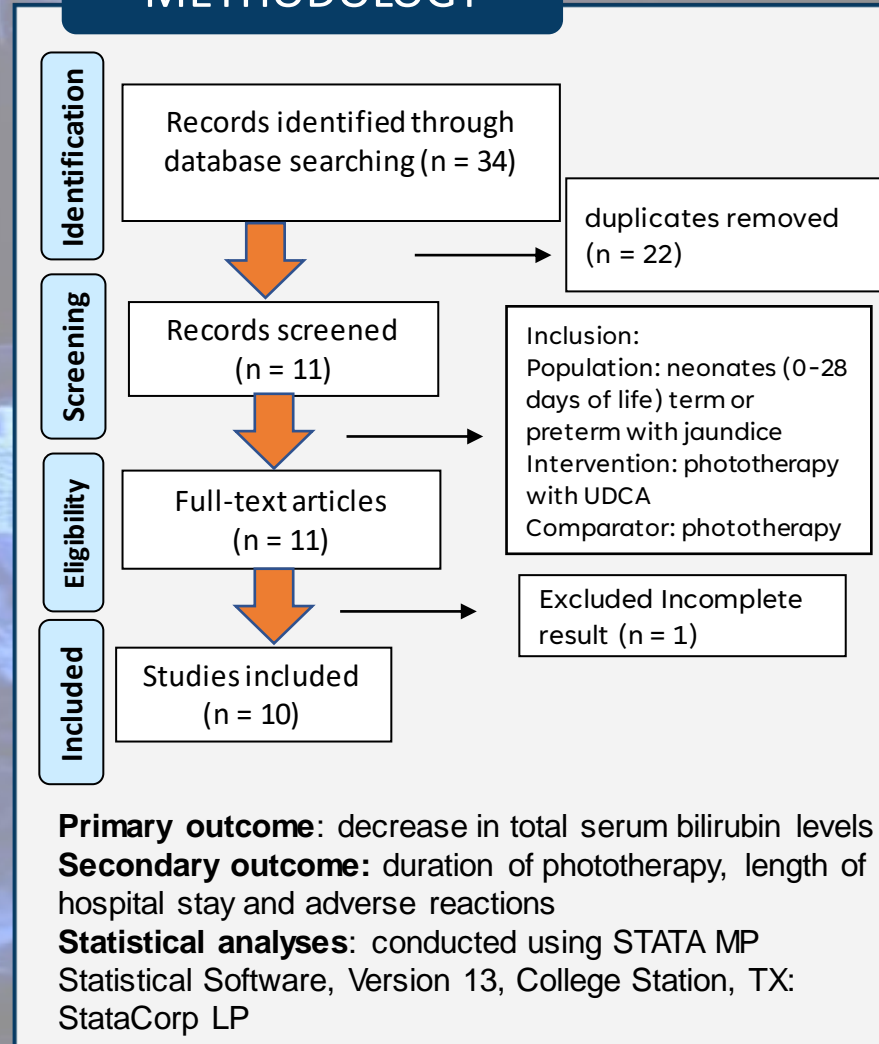 METHODOLOGY
Identification
Records identified through
database searching (n = 34)
duplicates removed
(n = 22)
Screening
Records screened
(n = 11)
Inclusion:
Population: neonates (0-28
days of life) term or
preterm with jaundice
Intervention: phototherapy
with UDCA
Comparator: phototherapy
Eligibility
Full-text articles
(n = 11)
Excluded Incomplete
result (n = 1)
Included
Studies included
(n = 10)
Primary outcome: decrease in total serum bilirubin levels
Secondary outcome: duration of phototherapy, length of
hospital stay and adverse reactions
Statistical analyses: conducted using STATA MP
Statistical Software, Version 13, College Station, TX:
StataCorp LP